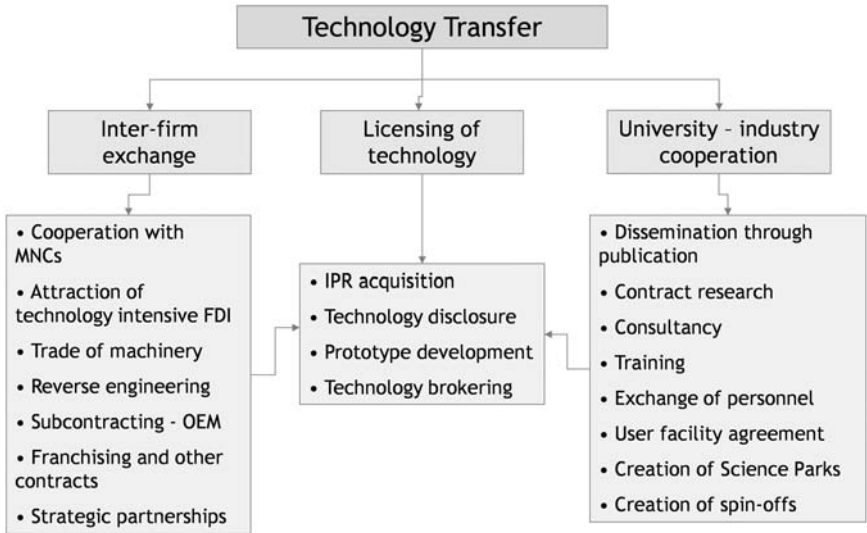 Technology Transfer
Inter-firm
exchange
Licensing of
technology
University – industry
cooperation
• Cooperation with
MNCs
• Attraction of
technology intensive FDI
• Trade of machinery
• Reverse engineering
• Subcontracting - OEM
• Franchising and other
contracts
• Strategic partnerships
• IPR acquisition
• Technology disclosure
• Prototype development
• Technology brokering
• Dissemination through
publication
• Contract research
• Consultancy
• Training
• Exchange of personnel
• User facility agreement
• Creation of Science Parks
• Creation of spin-offs